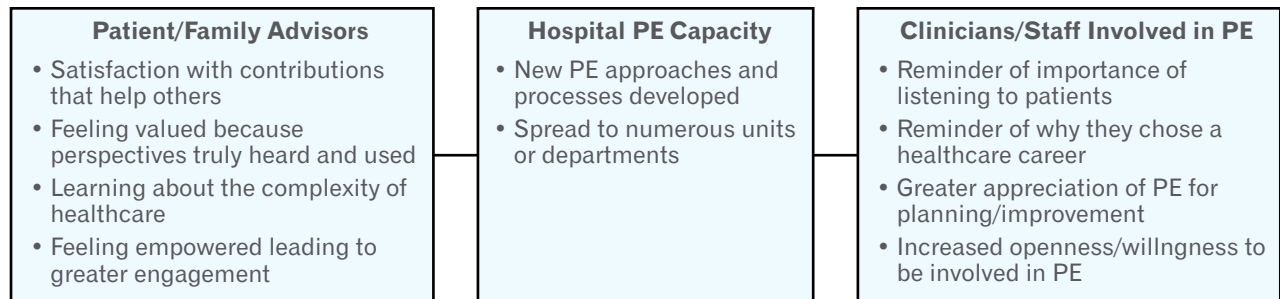 Patient/Family Advisors
• Satisfaction with contributions
that help others
• Feeling valued because
perspectives truly heard and used
• Learning about the complexity of
healthcare
• Feeling empowered leading to
greater engagement
Hospital PE Capacity
• New PE approaches and
processes developed
• Spread to numerous units
or departments
Clinicians/Staff Involved in PE
• Reminder of importance of
listening to patients
• Reminder of why they chose a
healthcare career
• Greater appreciation of PE for
planning/improvement
• Increased openness/willngness to
be involved in PE